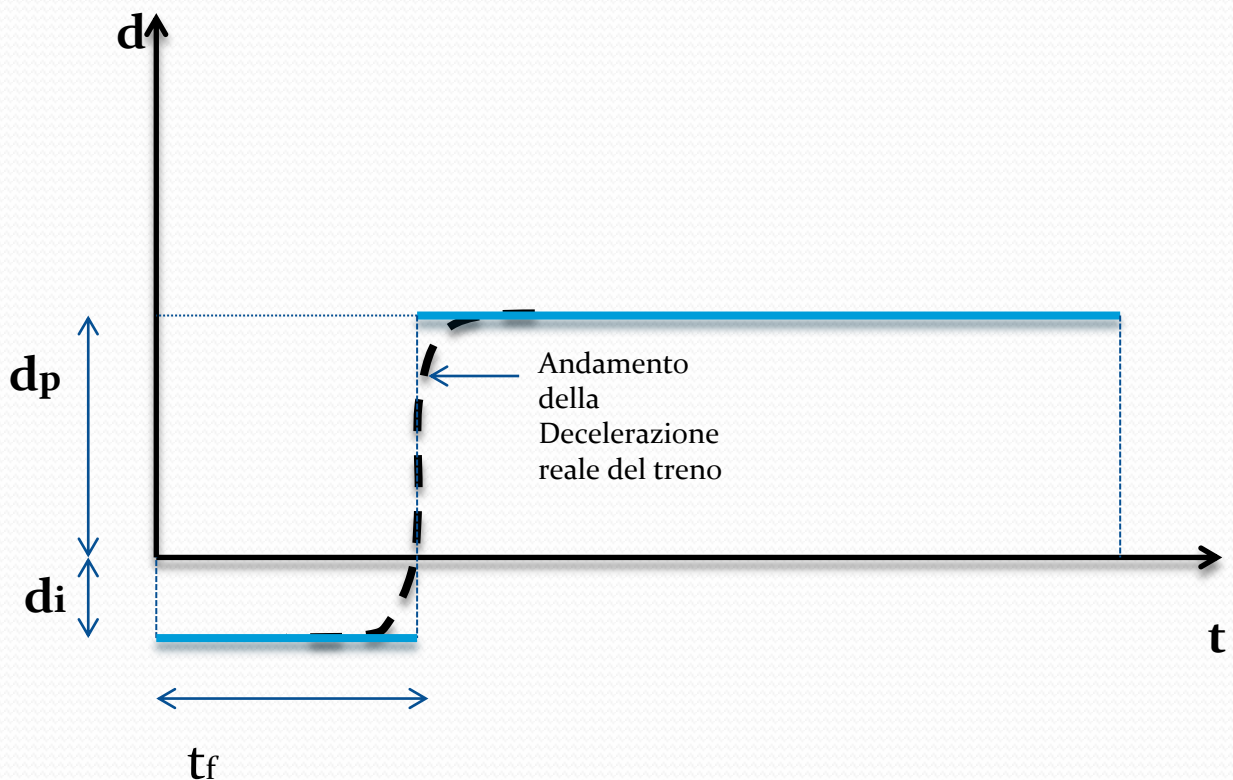 d
dp
Andamento
della
Decelerazione
reale del treno
di
t
tf